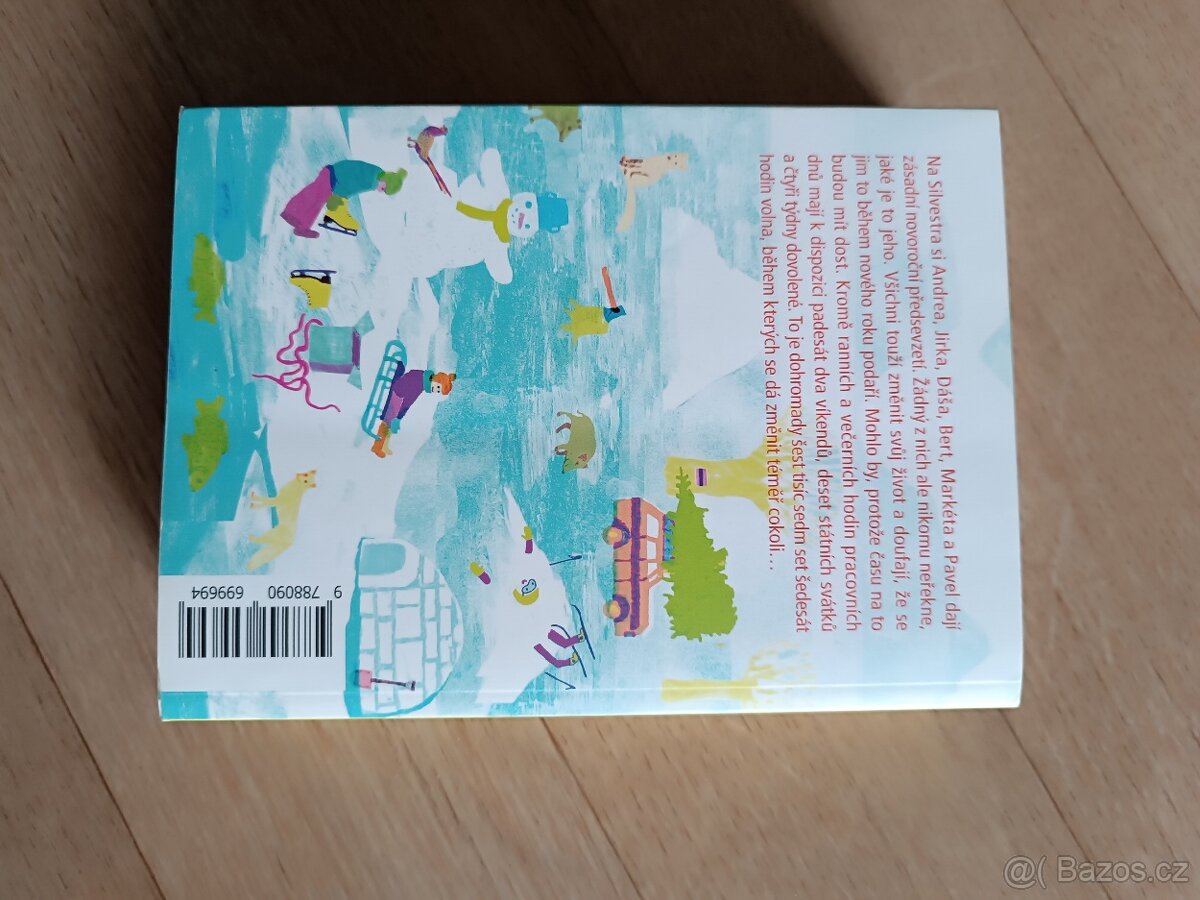 Na Silvestra si Andrea, Jirka, Dáša, Bert, Markéta a Pavel dají
zásadní novoroční předsevzetí. Žádný z nich ale nikomu neřekne,
jaké je to jeho. Všichni touží změnit svůj život a doufají, že se
jim to během nového roku podaří. Mohlo by, protože času na to
budou mít dost. Kromě ranních a večerních hodin pracovních
dnů mají k dispozici padesát dva víkendů, deset státních svátků
a čtyři týdny dovolené. To je dohromady šest tisíc sedm set šedesát
hodin volna, během kterých se dá změnit téměř cokoli…
9 788090 699694
@( Bazos.cz